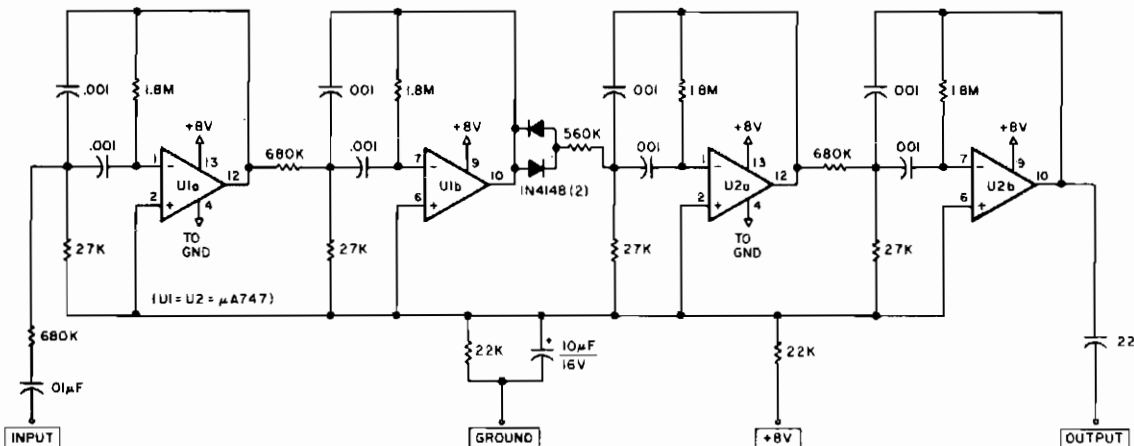 .001
1.8M
001
1.8M
001
18M
001
18M
+8V
+8V
+8V
+8V
560K
.001
.001
001
001
1
13
680K
7
9
1
13
680K
7
9
U1a
12
U1b
10
1N4148(2)
U2a
12
U2b
10
2
4
6
2
4
6
TO
GND
TO
GND
27K
27K
27K
27K
(U1=U2=μA747)
680K
22K
+
10μF
16V
22K
22
01μF
INPUT
GROUND
+8V
OUTPUT